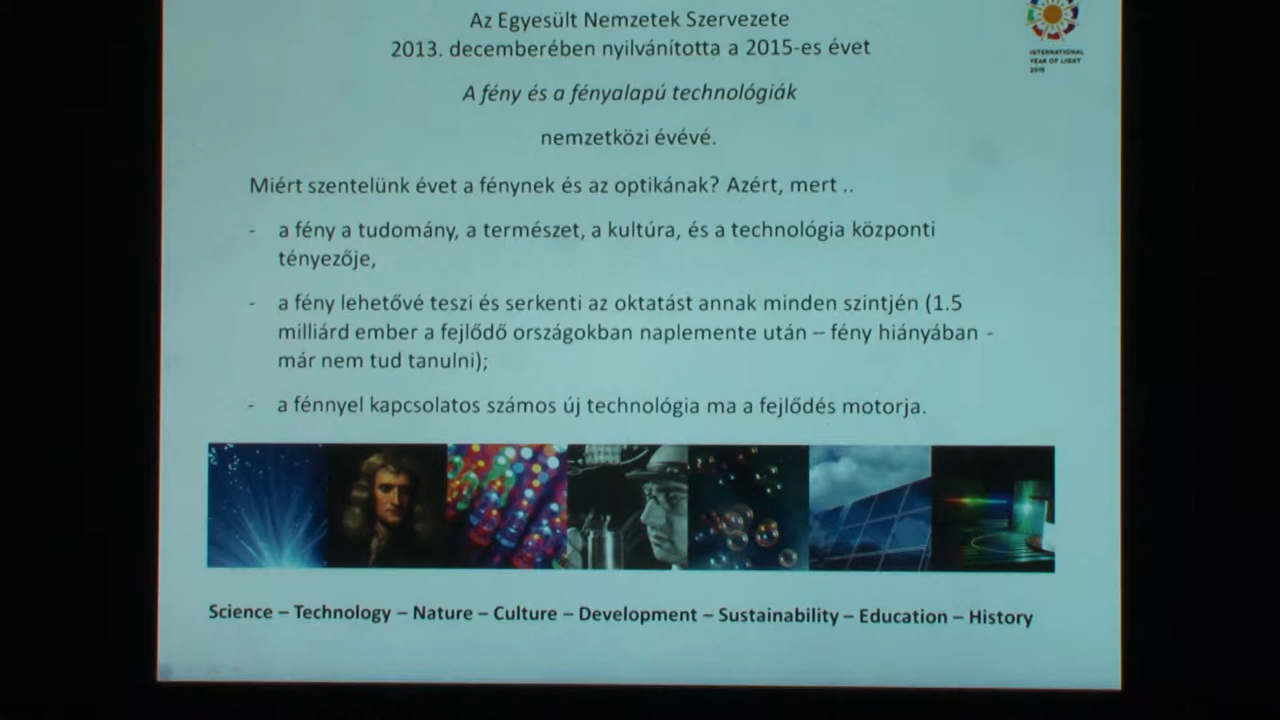 Az Egyesült Nemzetek Szervezete
2013. decemberében nyilvánította a 2015-es évet
A fény és a fényalapú technológiák
nemzetközi évévé.
INTERNATIONAL
YEAR OF LIGHT
2015
Miért szentelünk évet a fénynek és az optikának? Azért, mert ..
- a fény a tudomány, a természet, a kultúra, és a technológia központi
tényezője,
- a fény lehetővé teszi és serkenti az oktatást annak minden szintjén (1.5
milliárd ember a fejlődő országokban naplemente után – fény hiányában -
már nem tud tanulni);
- a fénnyel kapcsolatos számos új technológia ma a fejlődés motorja.
Science – Technology – Nature – Culture – Development – Sustainability – Education – History